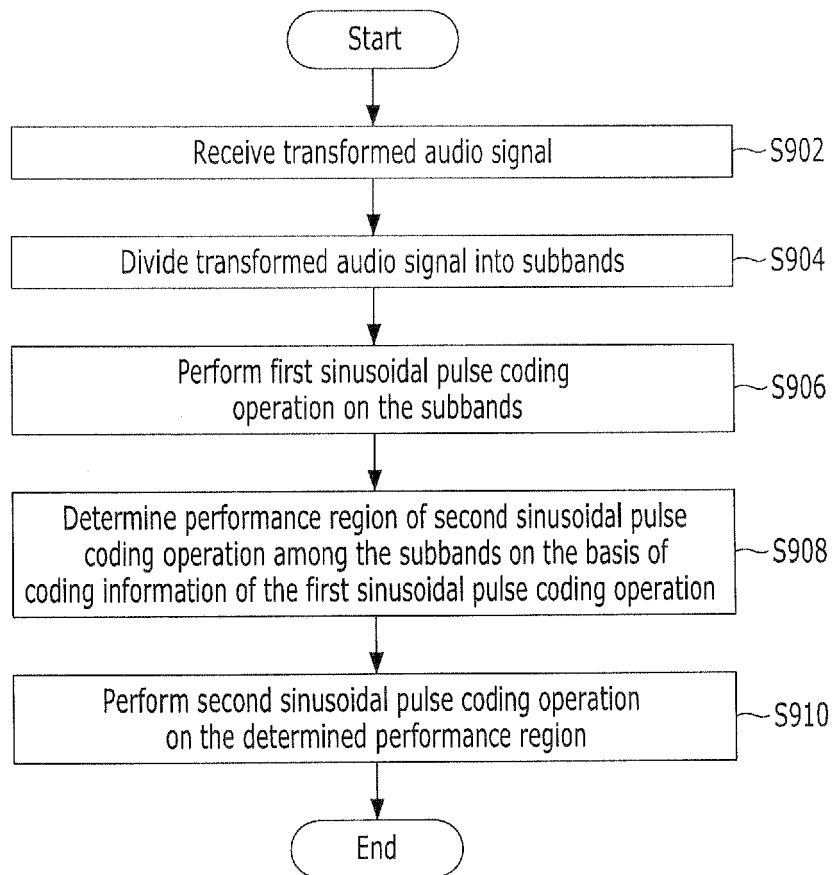 Start
Receive transformed audio signal
S902
Divide transformed audio signal into subbands
S904
Perform first sinusoidal pulse coding
operation on the subbands
S906
Determine performance region of second sinusoidal pulse
coding operation among the subbands on the basis of
coding information of the first sinusoidal pulse coding operation
S908
Perform second sinusoidal pulse coding operation
on the determined performance region
S910
End